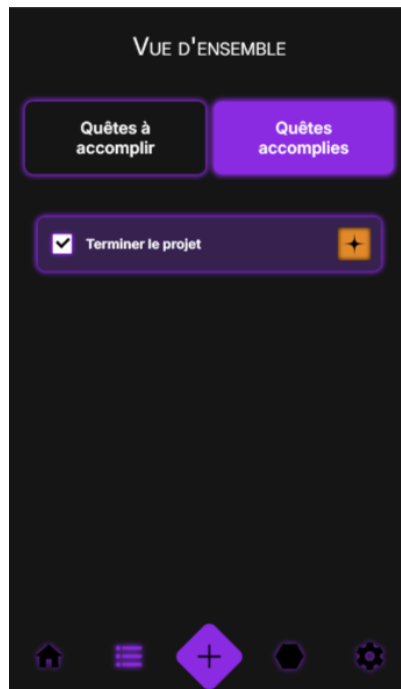 Vue d'ensemble
Quêtes à
accomplir
Quêtes
accomplies
Terminer le projet